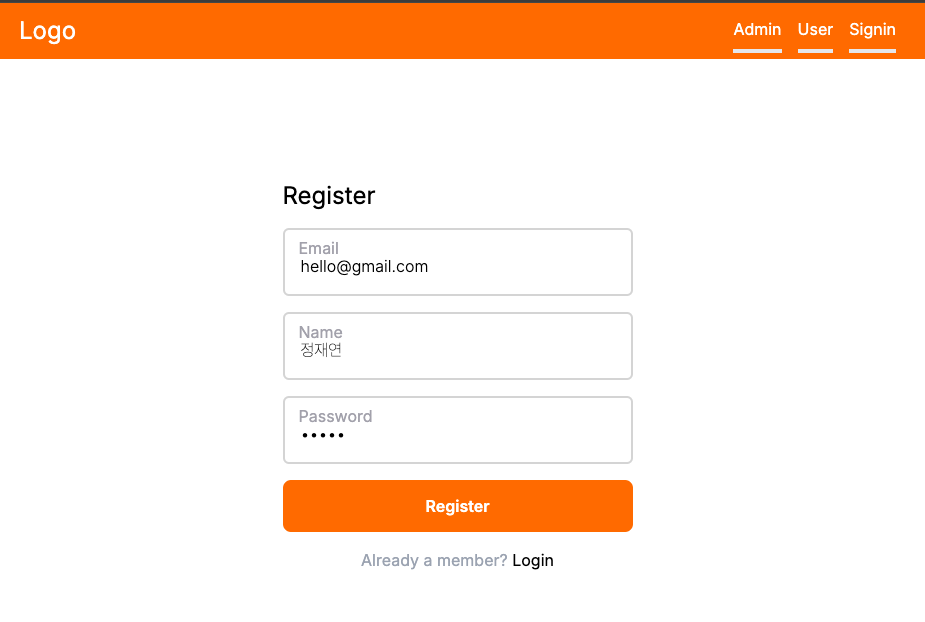 Logo
Admin User Signin
Register
Email
hello@gmail.com
Name
정재연
Password
•••••
Register
Already a member? Login